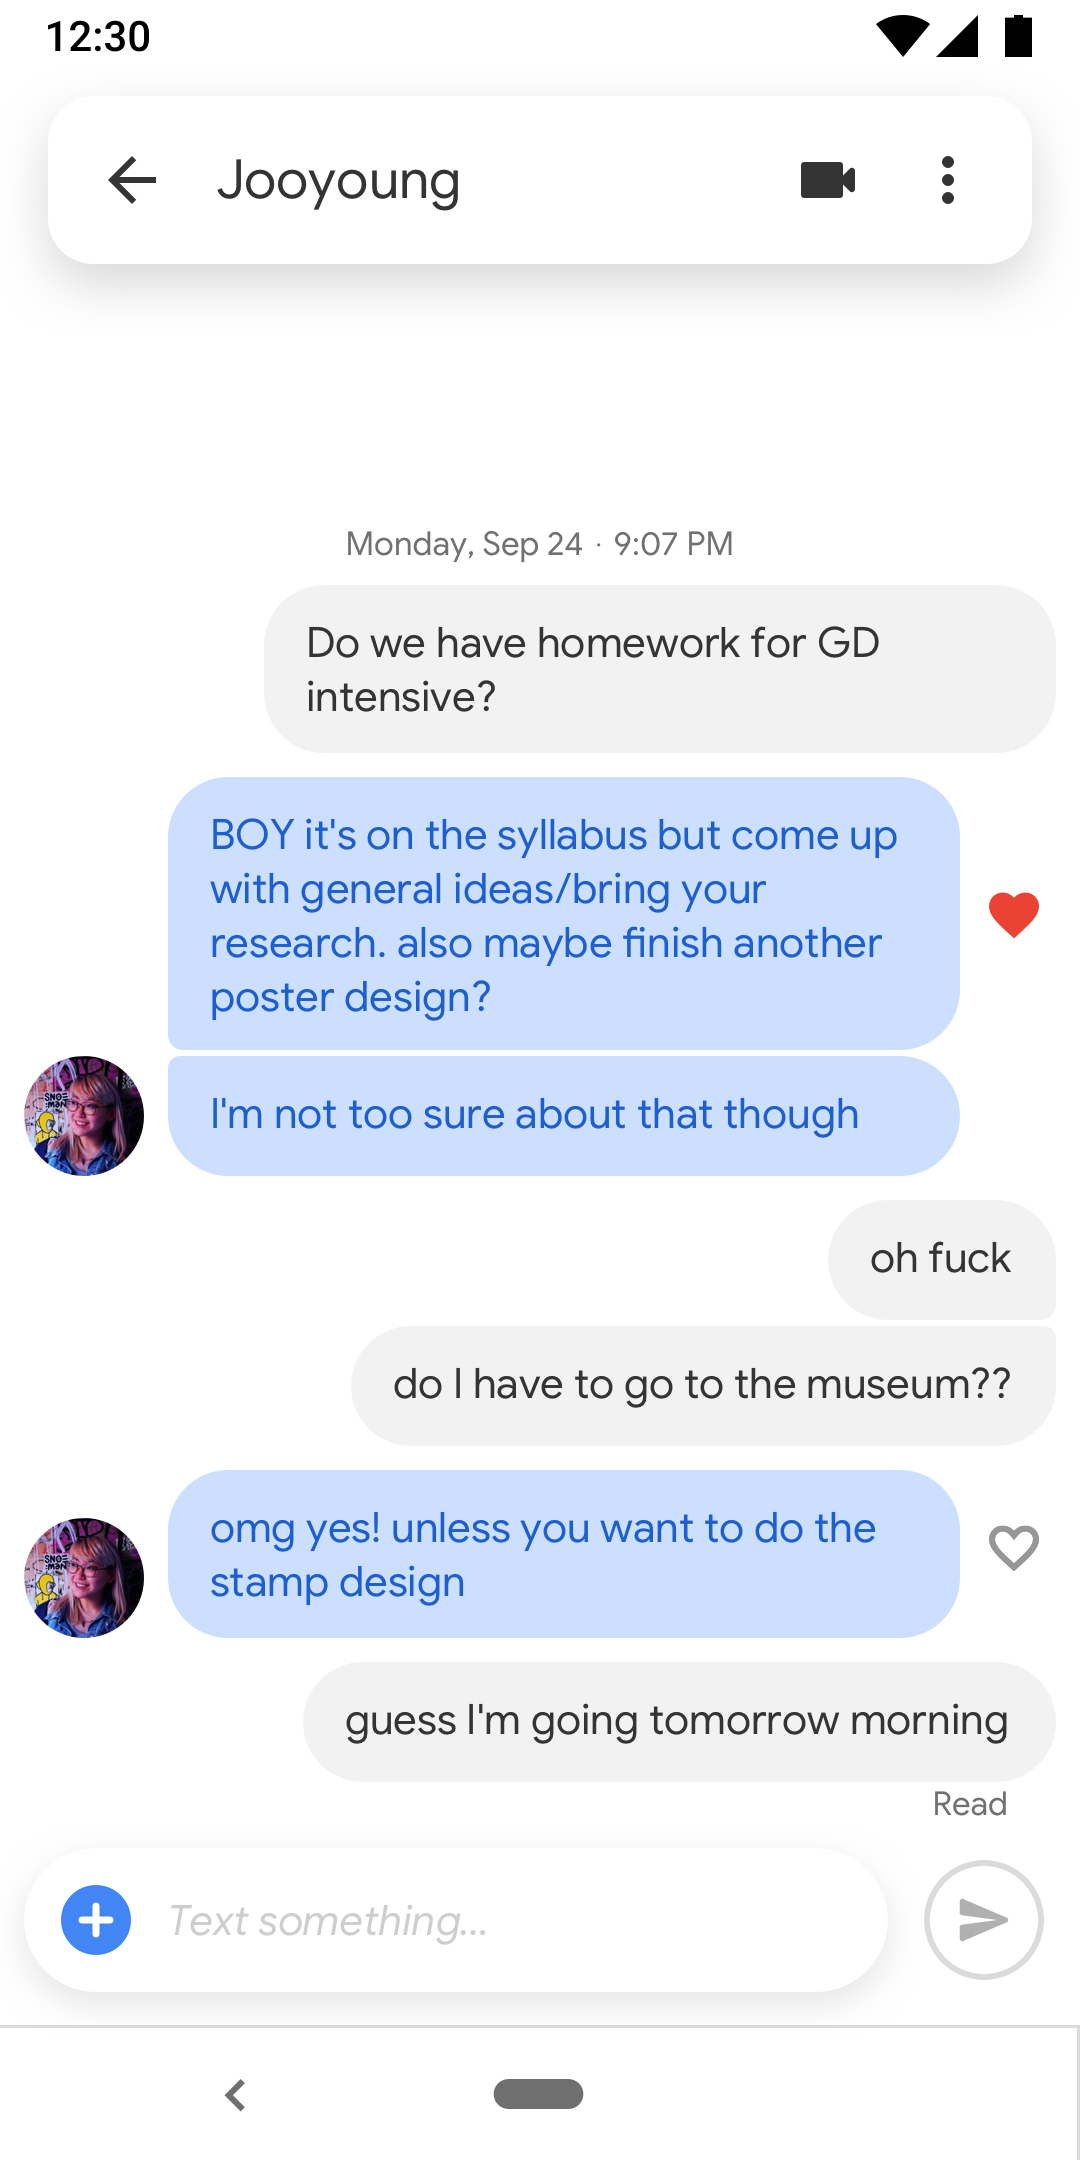 12:30
Jooyoung
Monday, Sep 24 · 9:07 PM
Do we have homework for GD
intensive?
BOY it's on the syllabus but come up
with general ideas/bring your
research. also maybe finish another
poster design?
I'm not too sure about that though
oh fuck
do I have to go to the museum??
omg yes! unless you want to do the
stamp design
guess I'm going tomorrow morning
Read
Text something...